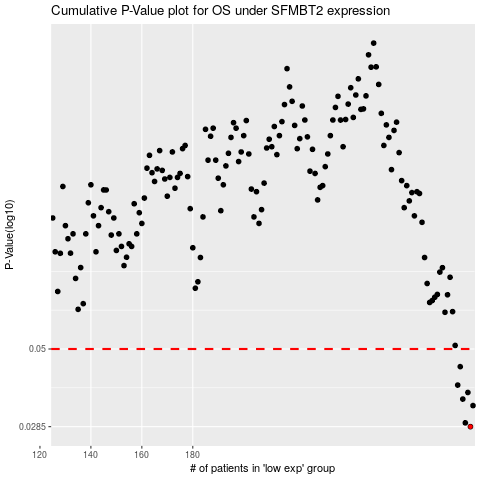 Cumulative P-Value plot for OS under SFMBT2 expression
P-Value(log10)
0.05
0.0285
120 140 160 180
# of patients in 'low exp' group